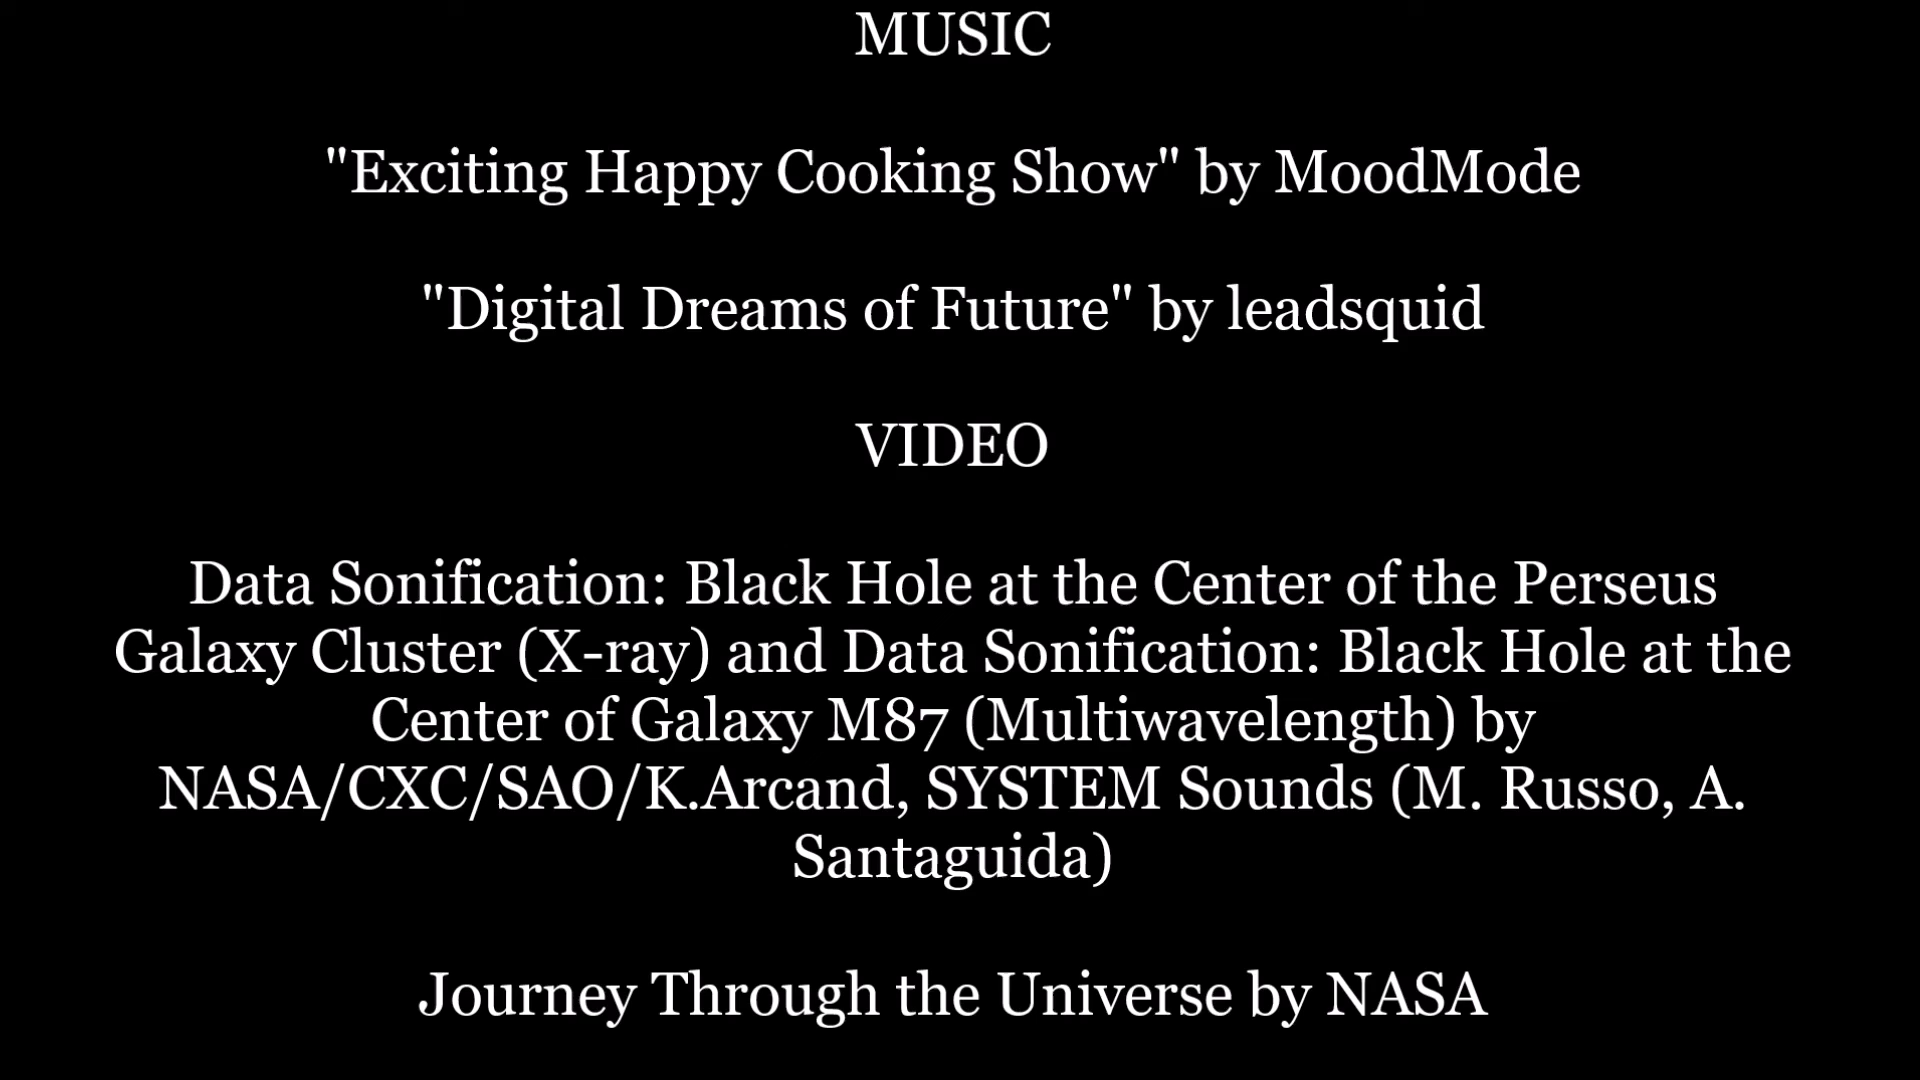 MUSIC
"Exciting Happy Cooking Show" by MoodMode
"Digital Dreams of Future" by leadsquid
VIDEO
Data Sonification: Black Hole at the Center of the Perseus
Galaxy Cluster (X-ray) and Data Sonification: Black Hole at the
Center of Galaxy M87 (Multiwavelength) by
NASA/CXC/SAO/K.Arcand, SYSTEM Sounds (M. Russo, A.
Santaguida)
Journey Through the Universe by NASA